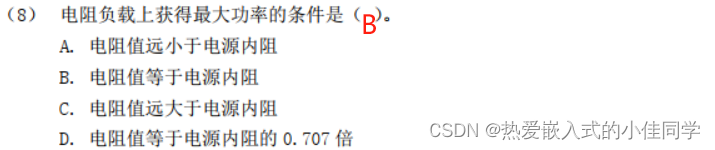 (8) 电阻负载上获得最大功率的条件是（B）。
A. 电阻值远小于电源内阻
B. 电阻值等于电源内阻
C. 电阻值远大于电源内阻
D. 电阻值等于电源内阻的 0.707 倍
CSDN @热爱嵌入式的小佳同学